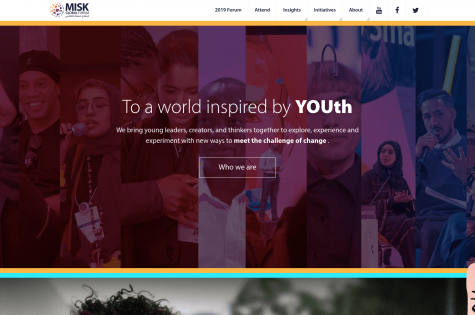 MISK
GLOBAL FORUM
2019 Forum
Attend
Insights
Initiatives
About
You
To a world inspired by YOUth
We bring young leaders, creators, and thinkers together to explore, experience and
experiment with new ways to meet the challenge of change .
Who we are